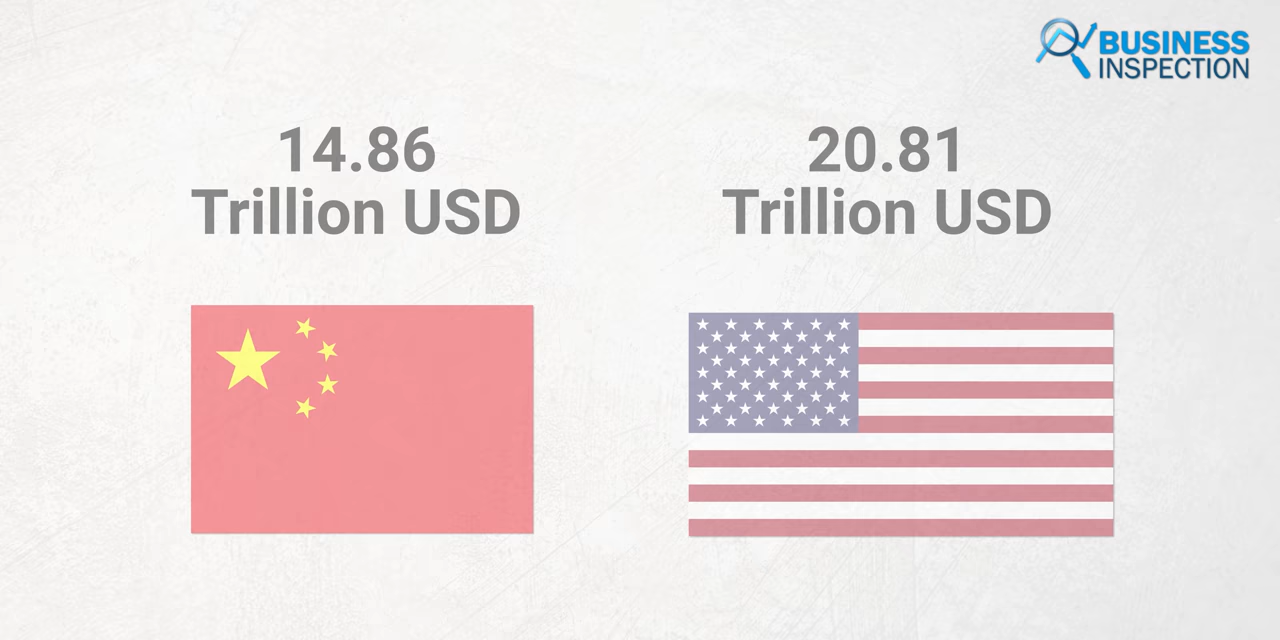 BUSINESS
INSPECTION
14.86
Trillion USD
20.81
Trillion USD